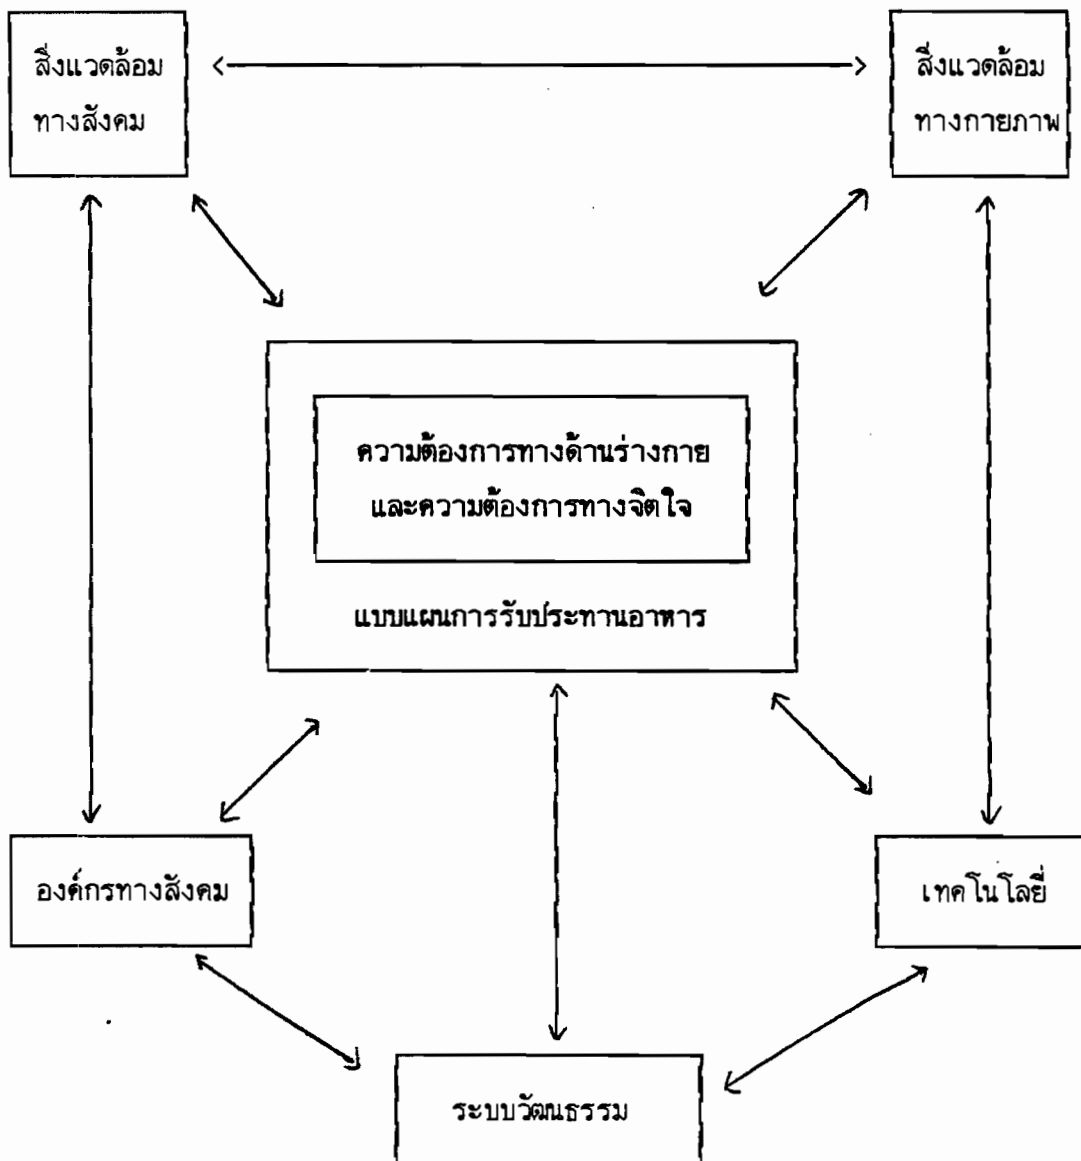 สิ่งแวดล้อม
ทางสังคม
สิ่งแวดล้อม
ทางกายภาพ
ความต้องการทางด้านร่างกาย
และความต้องการทางจิตใจ
แบบแผนการรับประทานอาหาร
องค์กรทางสังคม
เทคโนโลยี่
ระบบวัฒนธรรม